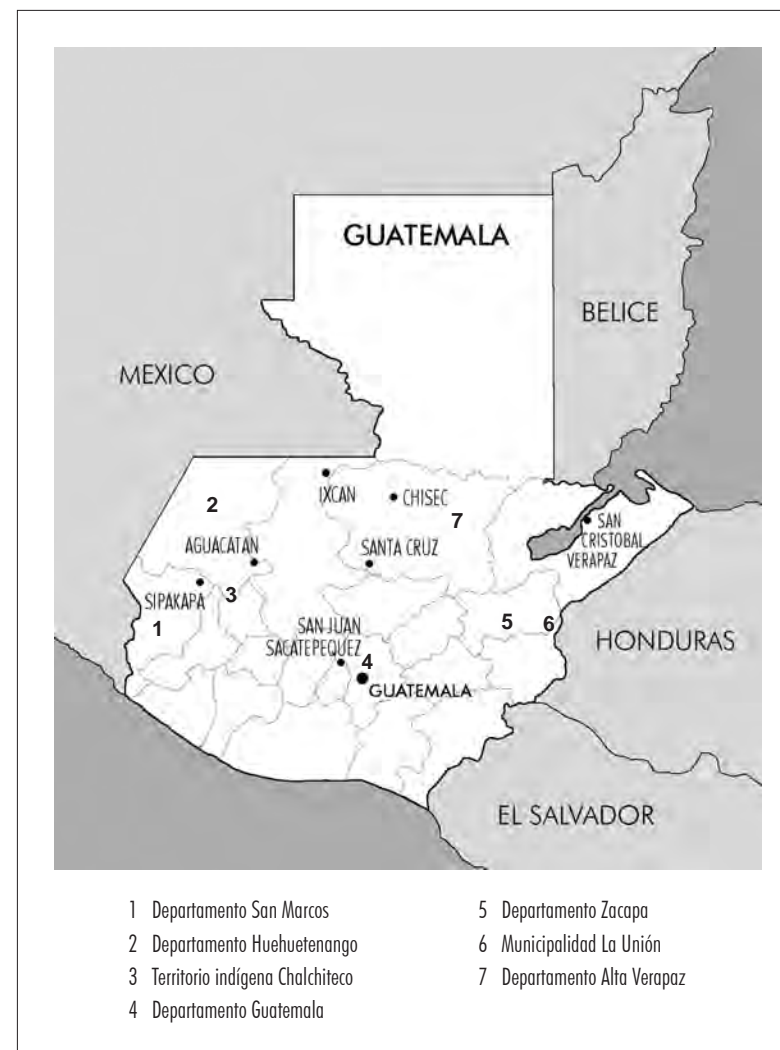 GUATEMALA
BELICE
MEXICO
IXCAN
CHISEC
2
7
SAN
CRISTOBAL
VERAPAZ
AGUACATAN
SANTA CRUZ
SIPAKAPA
3
1
SAN JUAN
SACATEPEQUEZ
5
6
HONDURAS
4
GUATEMALA
EL SALVADOR
1 Departamento San Marcos
2 Departamento Huehuetenango
3 Territorio indígena Chalchiteco
4 Departamento Guatemala
5 Departamento Zacapa
6 Municipalidad La Unión
7 Departamento Alta Verapaz